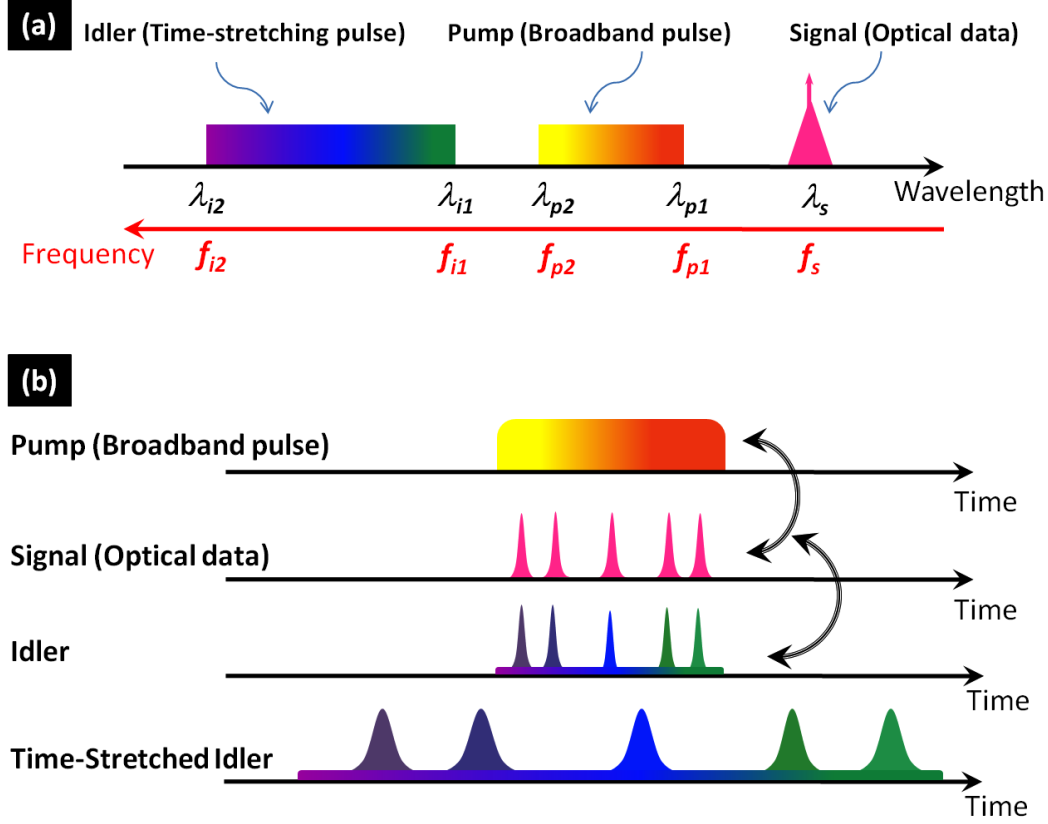 (a)
Idler (Time-stretching pulse) Pump (Broadband pulse) Signal (Optical data)
λi2 λi1 λp2 λp1 λs Wavelength
Frequency fi2 fi1 fp2 fp1 fs
(b)
Pump (Broadband pulse)
Time
Signal (Optical data)
Time
Idler
Time
Time-Stretched Idler
Time